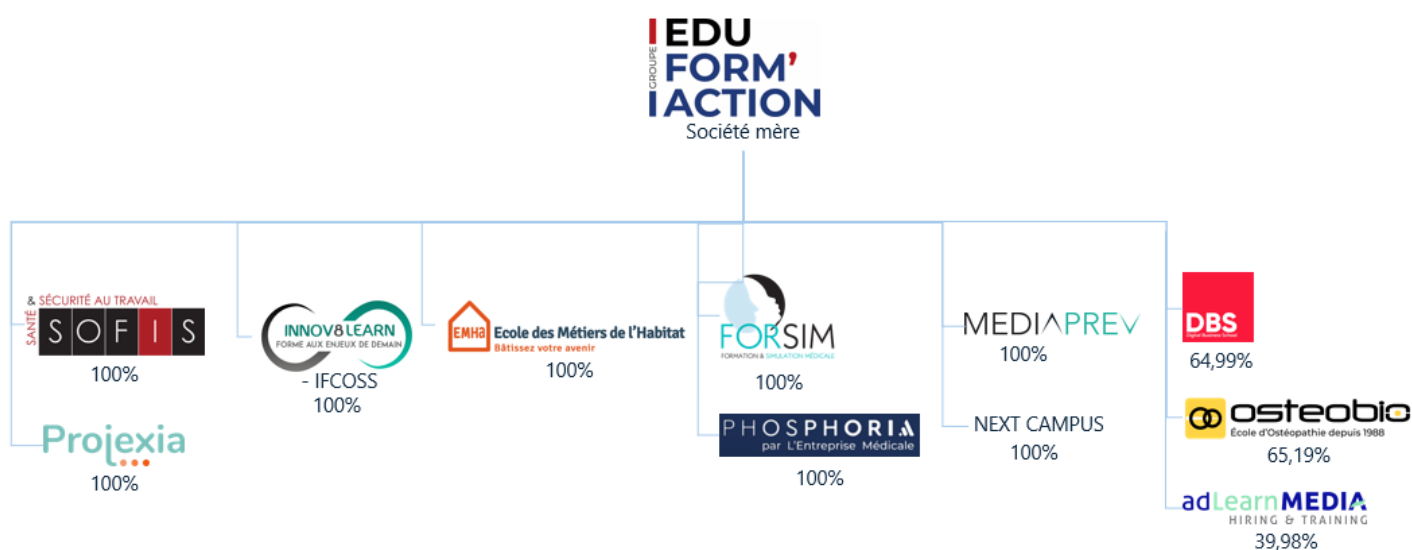 GROUPE
EDU
FORM'
ACTION
Société mère
& SÉCURITÉ AU TRAVAIL
SANTÉ
SOFIS
100%
Projexia
100%
INNOV8LEARN
FORME AUX ENJEUX DE DEMAIN
- IFCOSS
100%
EMHa
Ecole des Métiers de l'Habitat
Bâtissez votre avenir
100%
FORSIM
FORMATION & SIMULATION MÉDICALE
100%
PHOSPHORIA
par L'Entreprise Médicale
100%
MEDIAPREV
100%
NEXT CAMPUS
100%
DBS
Digital Business School
64,99%
osteobio
École d'Ostéopathie depuis 1988
65,19%
adLearnMEDIA
HIRING & TRAINING
39,98%